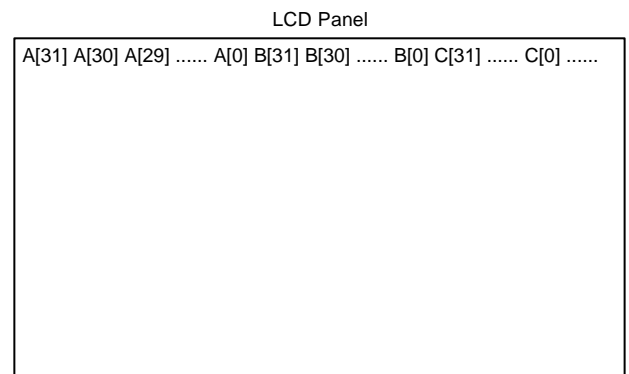 LCD Panel
A[31] A[30] A[29] ...... A[0] B[31] B[30] ...... B[0] C[31] ...... C[0] ......